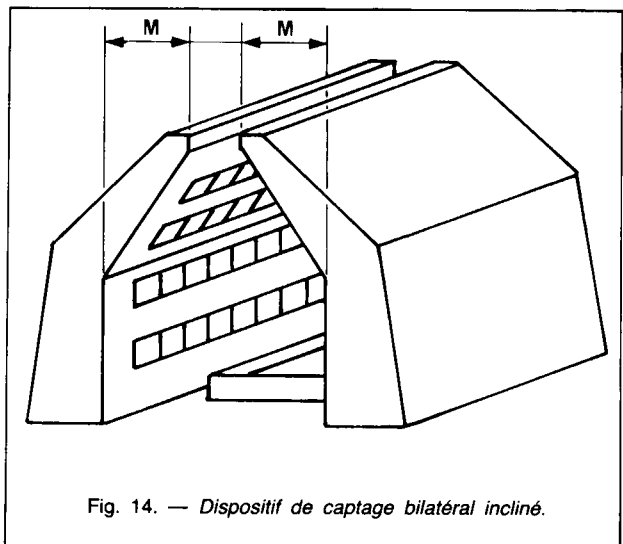 M M
Fig. 14. — Dispositif de captage bilatéral incliné.